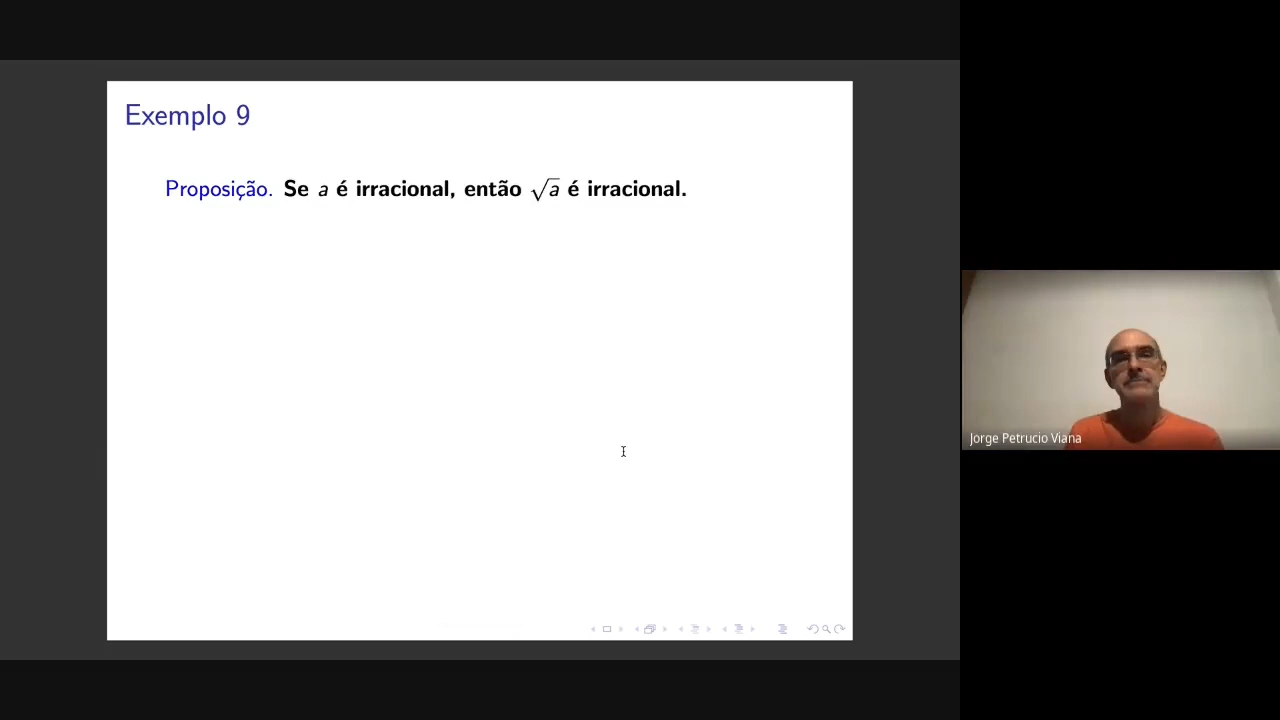 Exemplo 9
Proposição. Se a é irracional, então √a é irracional.
Jorge Petrucio Viana